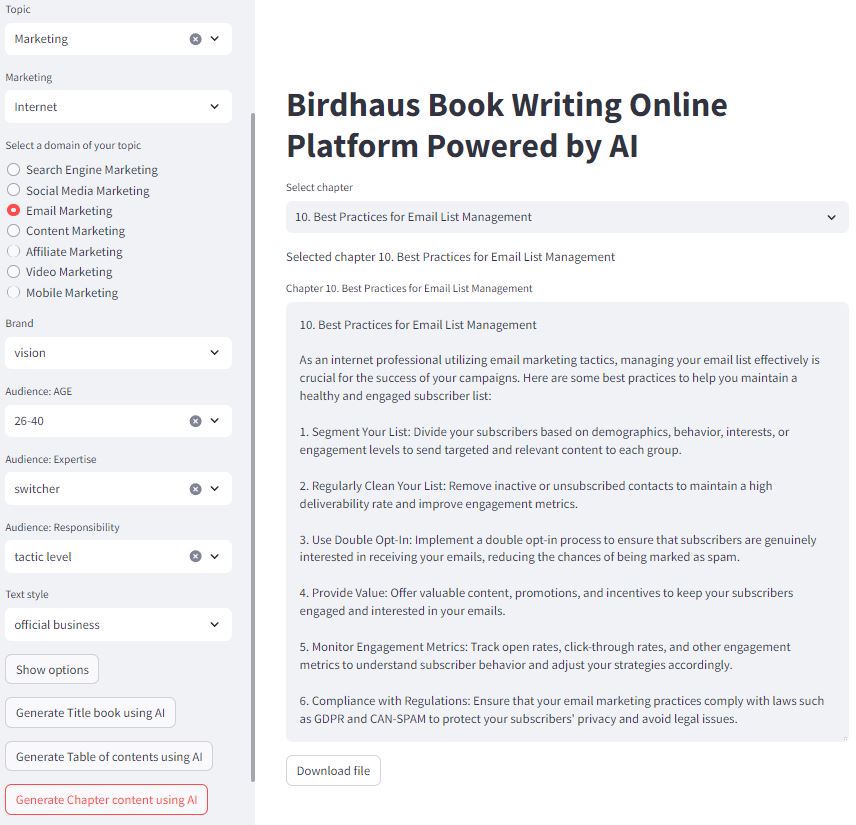 Topic
Marketing
Marketing
Internet
Select a domain of your topic
Search Engine Marketing
Social Media Marketing
Email Marketing
Content Marketing
Affiliate Marketing
Video Marketing
Mobile Marketing
Brand
vision
Audience: AGE
26-40
Audience: Expertise
switcher
Audience: Responsibility
tactic level
Text style
official business
Show options
Generate Title book using AI
Generate Table of contents using AI
Generate Chapter content using AI
Birdhaus Book Writing Online
Platform Powered by AI
Select chapter
10. Best Practices for Email List Management
Selected chapter 10. Best Practices for Email List Management
Chapter 10. Best Practices for Email List Management
10. Best Practices for Email List Management
As an internet professional utilizing email marketing tactics, managing your email list effectively is
crucial for the success of your campaigns. Here are some best practices to help you maintain a
healthy and engaged subscriber list:
1. Segment Your List: Divide your subscribers based on demographics, behavior, interests, or
engagement levels to send targeted and relevant content to each group.
2. Regularly Clean Your List: Remove inactive or unsubscribed contacts to maintain a high
deliverability rate and improve engagement metrics.
3. Use Double Opt-In: Implement a double opt-in process to ensure that subscribers are genuinely
interested in receiving your emails, reducing the chances of being marked as spam.
4. Provide Value: Offer valuable content, promotions, and incentives to keep your subscribers
engaged and interested in your emails.
5. Monitor Engagement Metrics: Track open rates, click-through rates, and other engagement
metrics to understand subscriber behavior and adjust your strategies accordingly.
6. Compliance with Regulations: Ensure that your email marketing practices comply with laws such
as GDPR and CAN-SPAM to protect your subscribers' privacy and avoid legal issues.
Download file